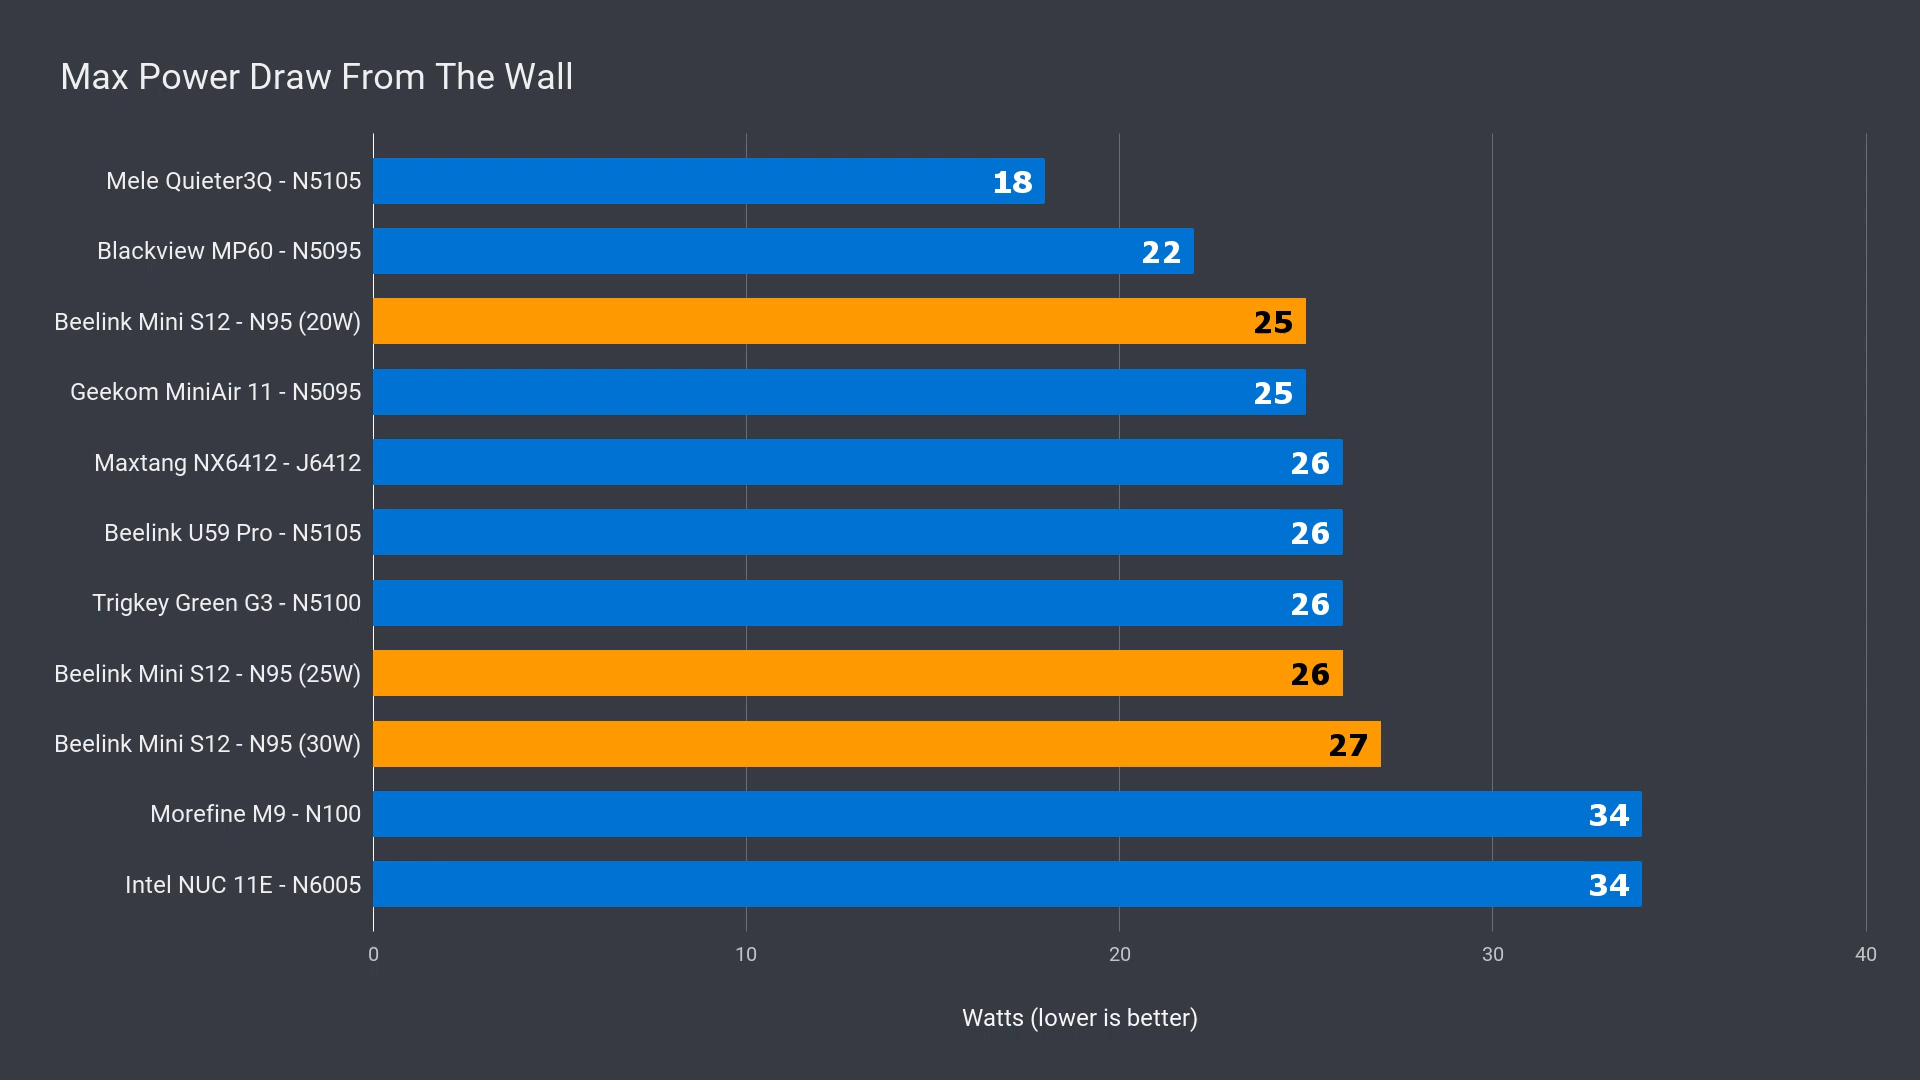 Max Power Draw From The Wall
Mele Quieter3Q - N5105 18
Blackview MP60 - N5095 22
Beelink Mini S12 - N95 (20W) 25
Geekom MiniAir 11 - N5095 25
Maxtang NX6412 - J6412 26
Beelink U59 Pro - N5105 26
Trigkey Green G3 - N5100 26
Beelink Mini S12 - N95 (25W) 26
Beelink Mini S12 - N95 (30W) 27
Morefine M9 - N100 34
Intel NUC 11E - N6005 34
0 10 20 30 40
Watts (lower is better)